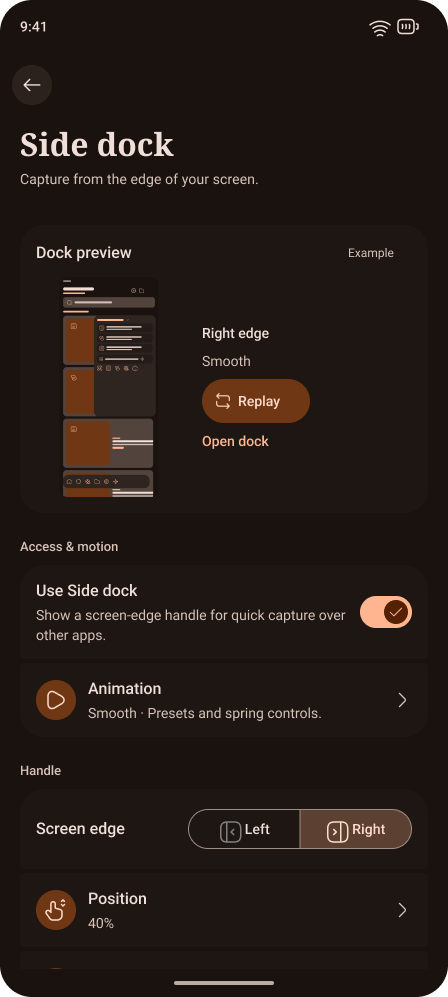 9:41
Side dock
Capture from the edge of your screen.
Dock preview
Example
Right edge
Smooth
Replay
Open dock
Access & motion
Use Side dock
Show a screen-edge handle for quick capture over
other apps.
Animation
Smooth · Presets and spring controls.
Handle
Screen edge
Left
Right
Position
40%